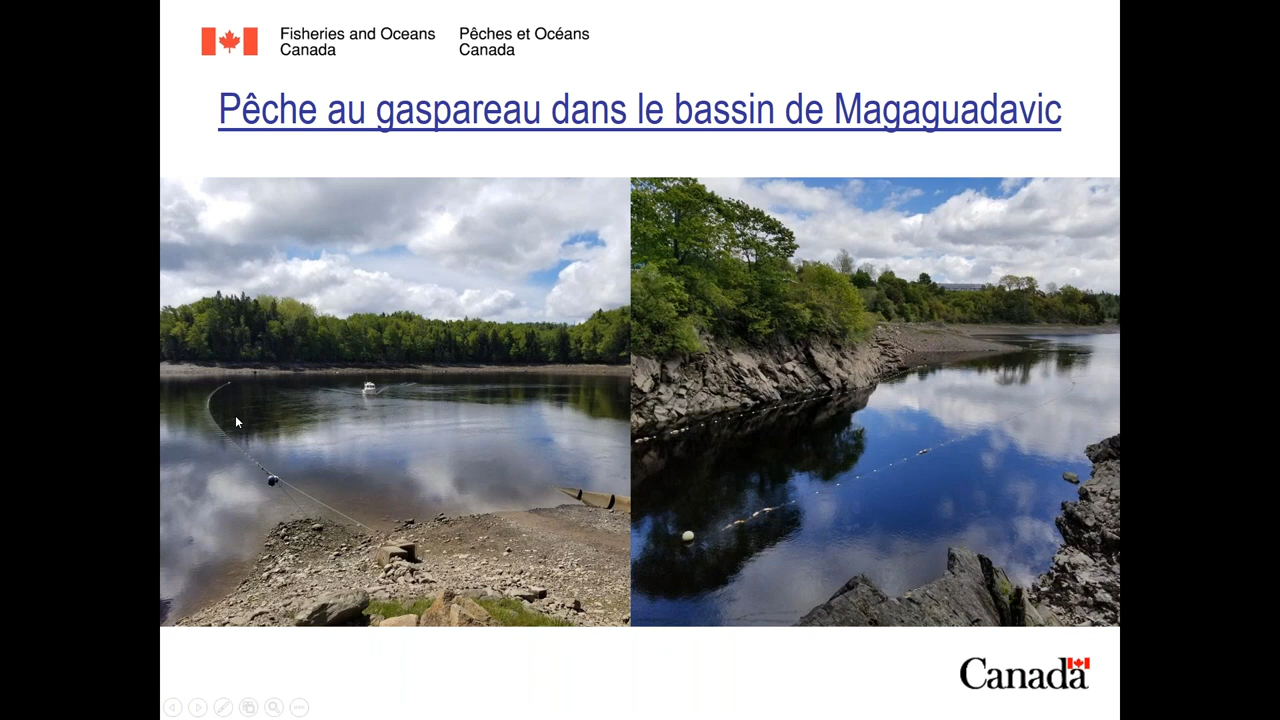 Fisheries and Oceans Canada
Pêches et Océans Canada
Pêche au gaspareau dans le bassin de Magaguadavic
Canada